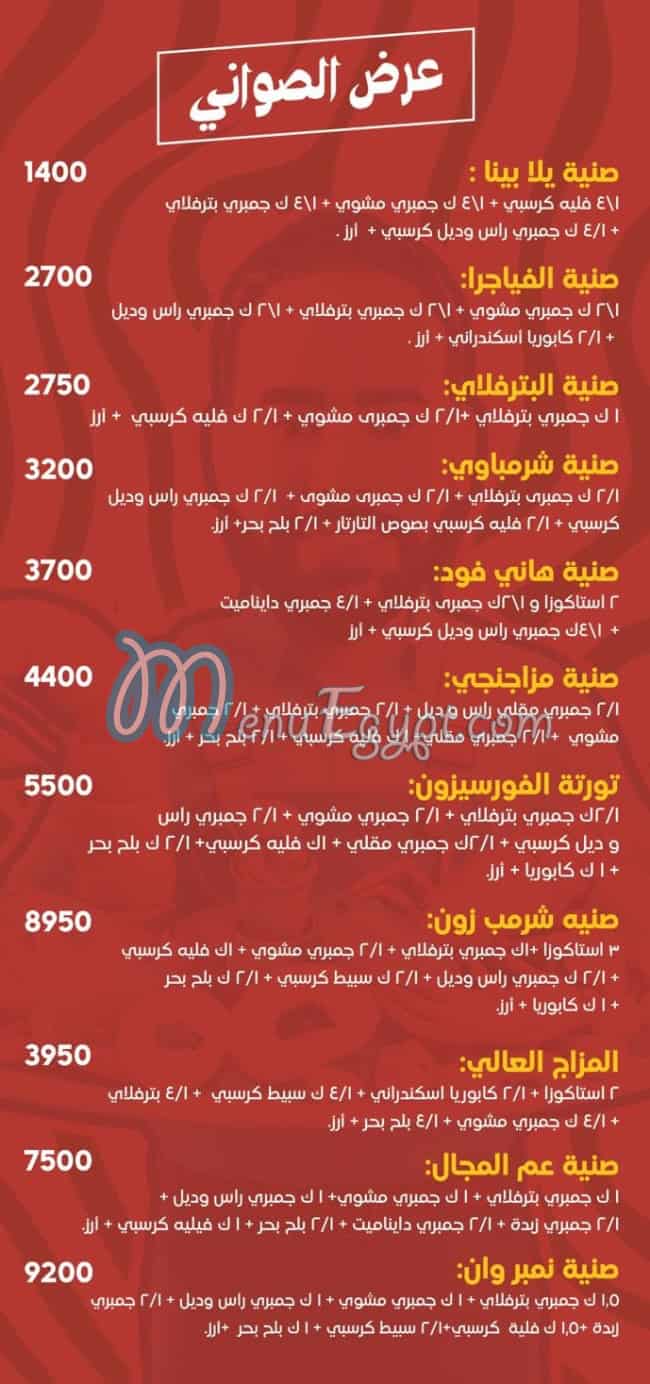 عرض الصواني
صنية يلا بينا : 1400
١\٤ فليه كرسبي + ١\٤ ك جمبري مشوي + ١\٤ ك جمبري بترفلاي
+ ٤/١ ك جمبري راس وديل كرسبي + ارز .
صنية الفياجرا: 2700
١\٢ ك جمبري مشوي + ١\٢ ك جمبري بترفلاي + ١\٢ ك جمبري راس وديل
+ ٢/١ كابوريا اسكندراني + أرز .
صنية البترفلاي: 2750
١ ك جمبري بترفلاي +٢/١ ك جمبرى مشوي + ٢/١ ك فليه كرسبي + أرز
صنية شرمباوي: 3200
٢/١ ك جمبرى بترفلاي + ٢/١ ك جمبرى مشوى + ٢/١ ك جمبري راس وديل
كرسبي + ٢/١ فليه كرسبي بصوص التارتار + ٢/١ بلح بحر+ أرز.
صنية هاني فود: 3700
٢ استاكوزا و ١\٢ك جمبرى بترفلاي + ٤/١ جمبري دايناميت
+ ١\٤ك جمبري راس وديل كرسبي + أرز
صنية مزاجنجي: 4400
٢/١ جمبري مقلي راس و ديل + ٢/١ جمبري بترفلاي + ٢/١ جمبري
مشوي + ٢/١ جمبري مقلي+ ١ك فليه كرسبي + ٢/١ بلح بحر + أرز.
MenuEgypt.com
تورتة الفورسيزون: 5500
٢/١ك جمبري بترفلاي + ٢/١ جمبري مشوي + ٢/١ جمبري راس
و ديل كرسبي + ٢/١ك جمبري مقلي + ١ك فليه كرسبي+ ٢/١ ك بلح بحر
+ ١ ك كابوريا + أرز.
صنيه شرمب زون: 8950
٣ استاكوزا +١ك جمبري بترفلاي + ٢/١ جمبري مشوي + ١ك فليه كرسبي
+ ٢/١ ك جمبري راس وديل + ٢/١ ك سبيط كرسبي + ٢/١ ك بلح بحر
+ ١ ك كابوريا + أرز.
المزاج العالي: 3950
٢ استاكوزا + ٢/١ كابوريا اسكندراني + ٤/١ ك سبيط كرسبي + ٤/١ بترفلاي
+ ٤/١ ك جمبري مشوي + ٤/١ بلح بحر + أرز.
صنية عم المجال: 7500
١ ك جمبري بترفلاي + ١ ك جمبري مشوي+ ١ ك جمبري راس وديل +
٢/١ جمبري زبدة + ٢/١ جمبري دايناميت + ٢/١ بلح بحر + ١ ك فيليه كرسبي + أرز.
صنية نمبر وان: 9200
١,٥ ك جمبري بترفلاي + ١ ك جمبري مشوي + ١ ك جمبري راس وديل + ٢/١ جمبري
زبدة +١,٥ ك فلية كرسبي+٢/١ سبيط كرسبي + ١ ك بلح بحر +أرز.